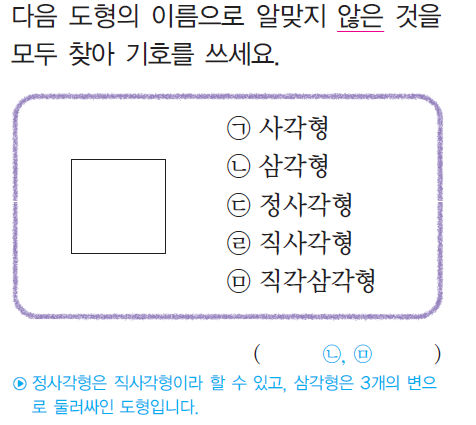 다음 도형의 이름으로 알맞지 않은 것을
모두 찾아 기호를 쓰세요.
㉠ 사각형
㉡ 삼각형
㉢ 정사각형
㉣ 직사각형
㉤ 직각삼각형
( ㉡, ㉤ )
▶ 정사각형은 직사각형이라 할 수 있고, 삼각형은 3개의 변으
로 둘러싸인 도형입니다.